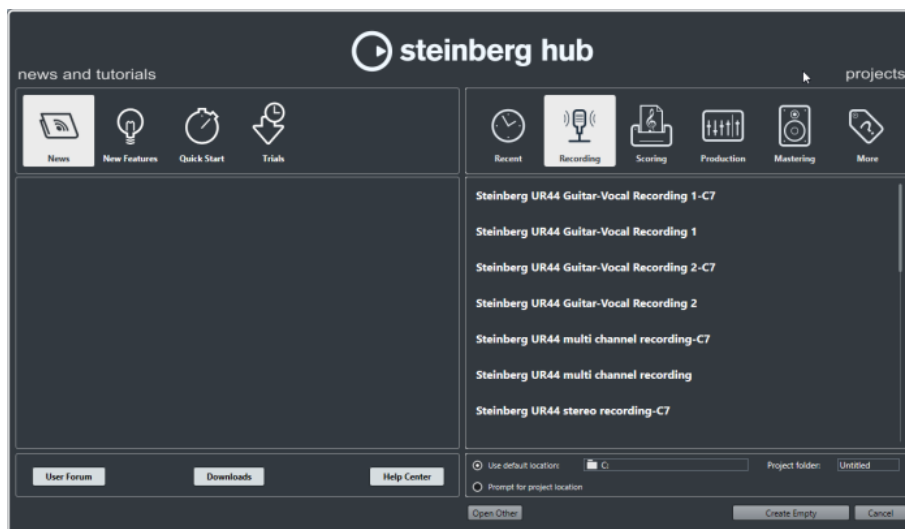 steinberg hub
news and tutorials
projects
News
New Features
Quick Start
Trials
Recent
Recording
Scoring
Production
Mastering
More
Steinberg UR44 Guitar-Vocal Recording 1-C7
Steinberg UR44 Guitar-Vocal Recording 1
Steinberg UR44 Guitar-Vocal Recording 2-C7
Steinberg UR44 Guitar-Vocal Recording 2
Steinberg UR44 multi channel recording-C7
Steinberg UR44 multi channel recording
Steinberg UR44 stereo recording-C7
User Forum
Downloads
Help Center
Use default location:
C:
Project folder:
Untitled
Prompt for project location
Open Other
Create Empty
Cancel